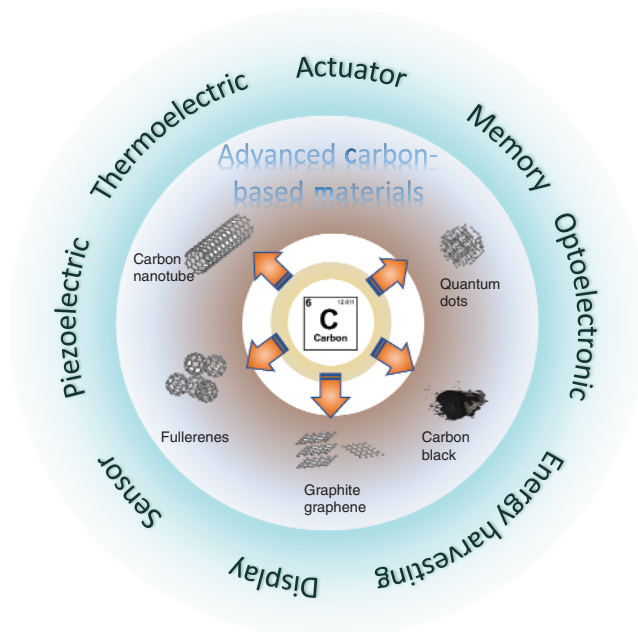 Actuator
Memory
Optoelectronic
Energy harvesting
Display
Sensor
Piezoelectric
Thermoelectric
Advanced carbon-
based materials
Carbon
nanotube
Quantum
dots
6
12.011
C
Carbon
Fullerenes
Carbon
black
Graphite
graphene